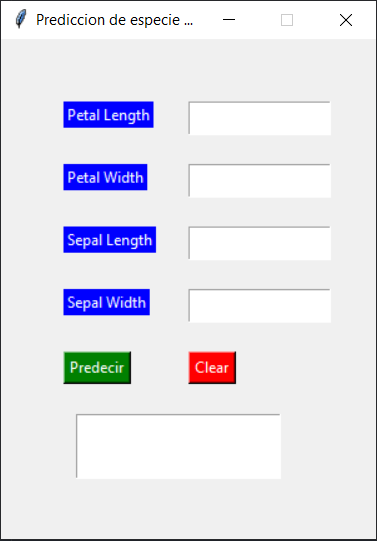 Prediccion de especie ...
Petal Length
Petal Width
Sepal Length
Sepal Width
Predecir Clear